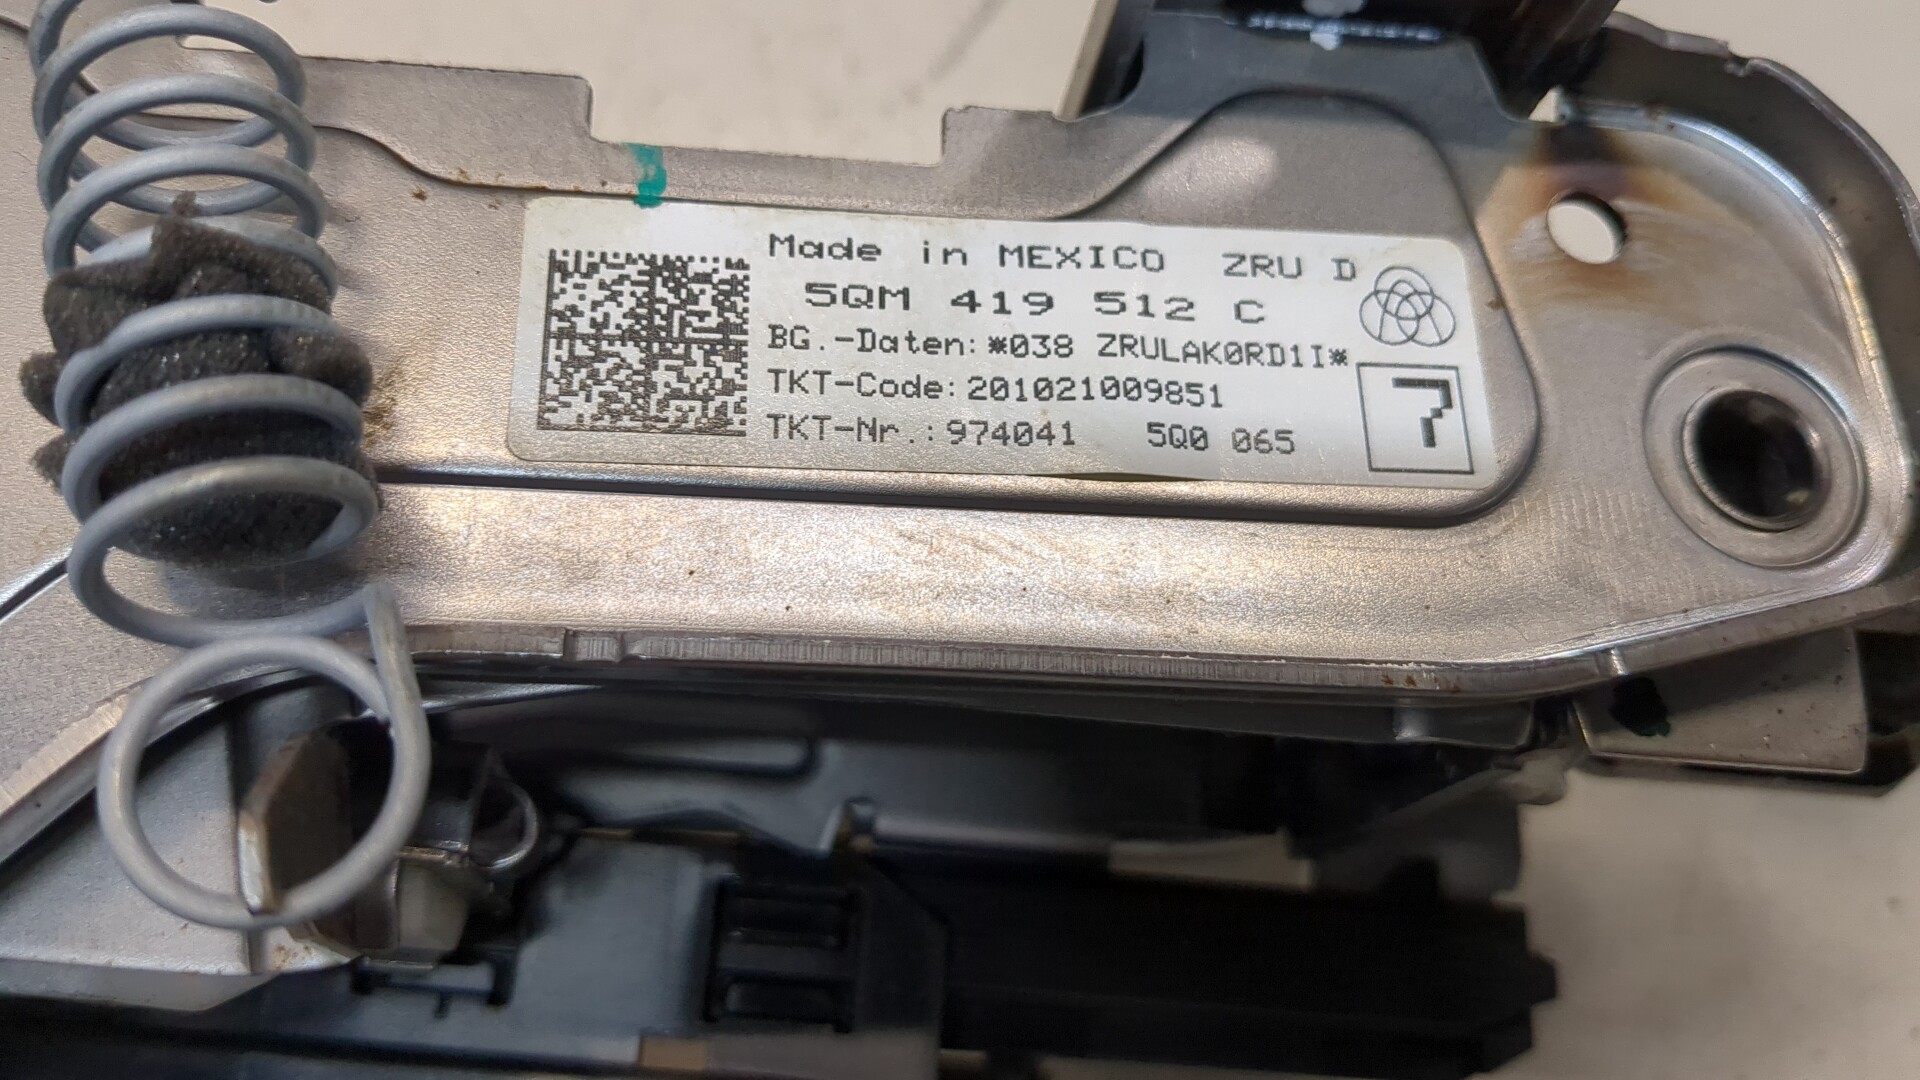 Made in MEXICO ZRU D
5QM 419 512 C
BG.-Daten: *038 ZRULAK0RD1I*
TKT-Code: 201021009851
TKT-Nr.: 974041 5Q0 065
7